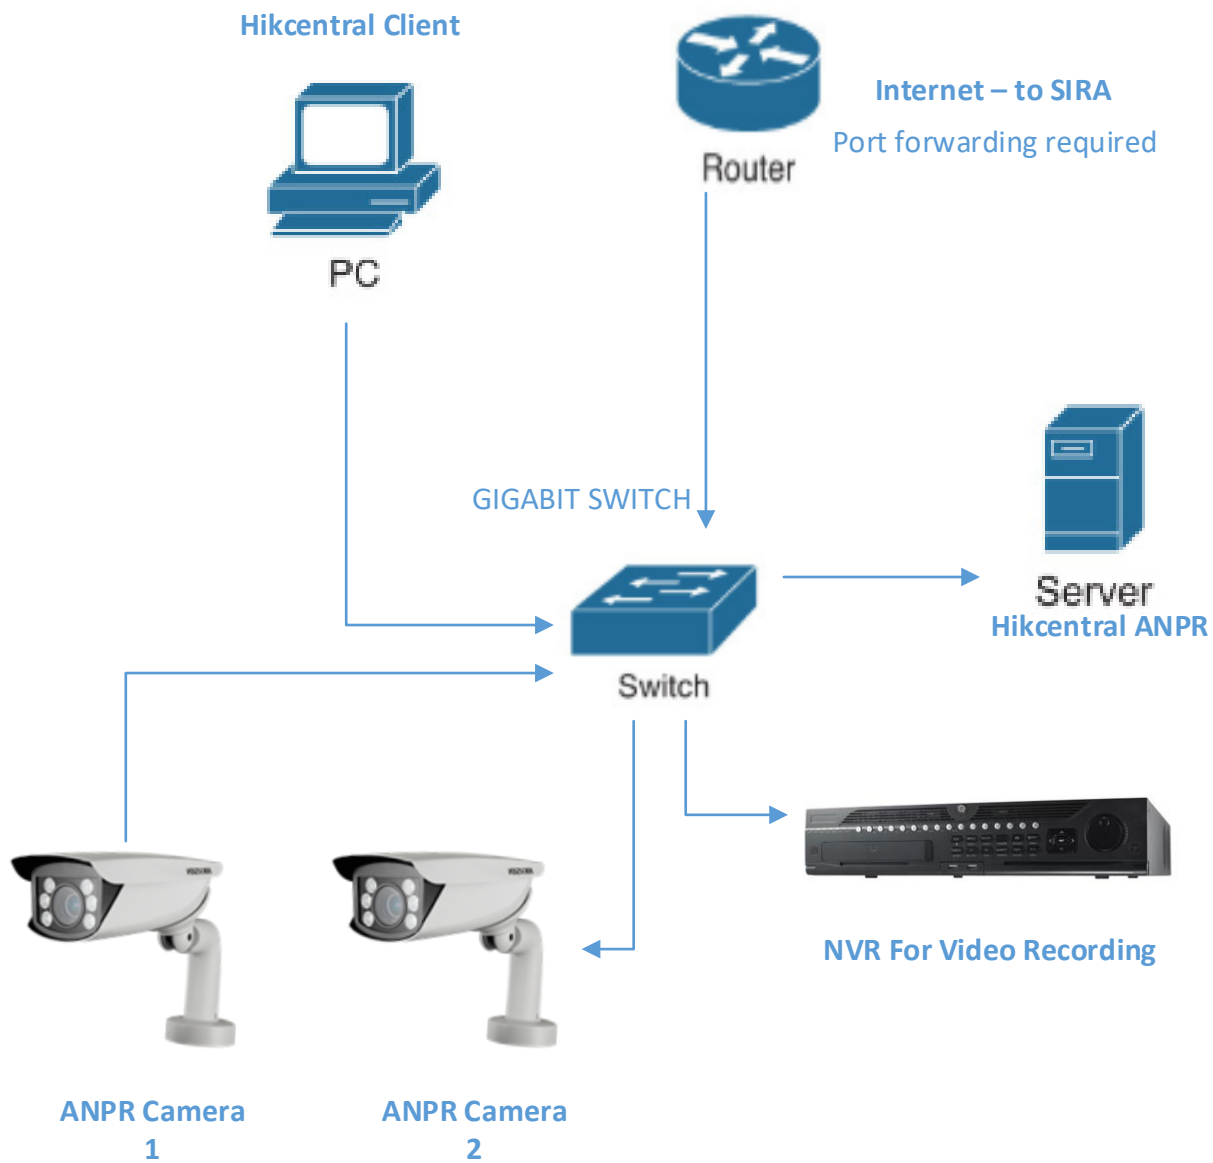 Hikcentral Client
Internet – to SIRA
Port forwarding required
Router
PC
GIGABIT SWITCH
Server
Hikcentral ANPR
Switch
NVR For Video Recording
ANPR Camera
1
ANPR Camera
2